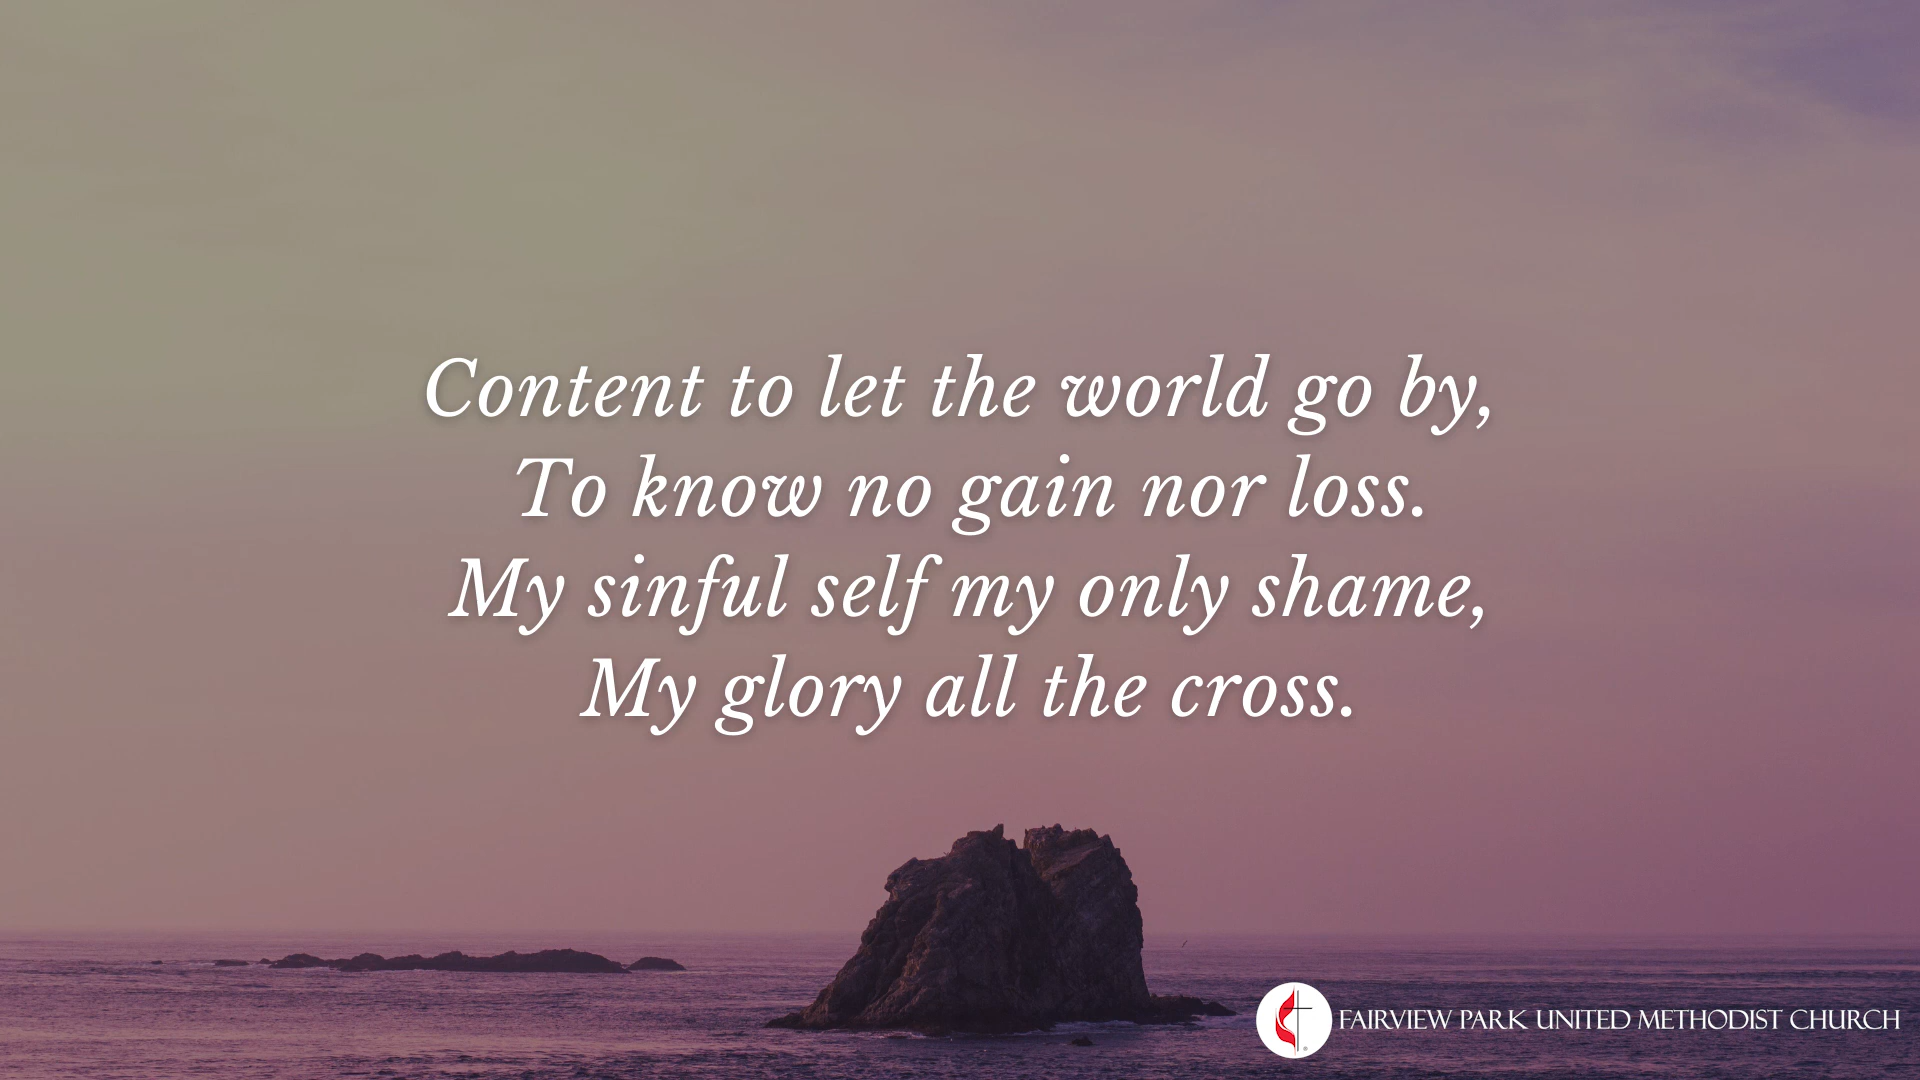 Content to let the world go by,
To know no gain nor loss.
My sinful self my only shame,
My glory all the cross.
FAIRVIEW PARK UNITED METHODIST CHURCH